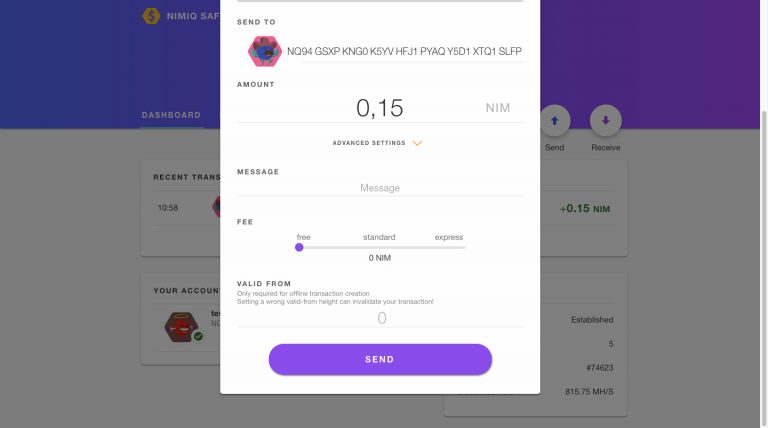 NIMIQ SAF
SEND TO
NQ94 GSXP KNG0 K5YV HFJ1 PYAQ Y5D1 XTQ1 SLFP
AMOUNT
0,15 NIM
DASHBOARD
ADVANCED SETTINGS
Send Receive
MESSAGE
RECENT TRANS
Message
10:58
+0.15 NIM
FEE
free standard express
0 NIM
VALID FROM
YOUR ACCOUN
Only required for offline transaction creation
Setting a wrong valid-from height can invalidate your transaction!
0
Established
5
SEND
#74623
815.75 MH/S